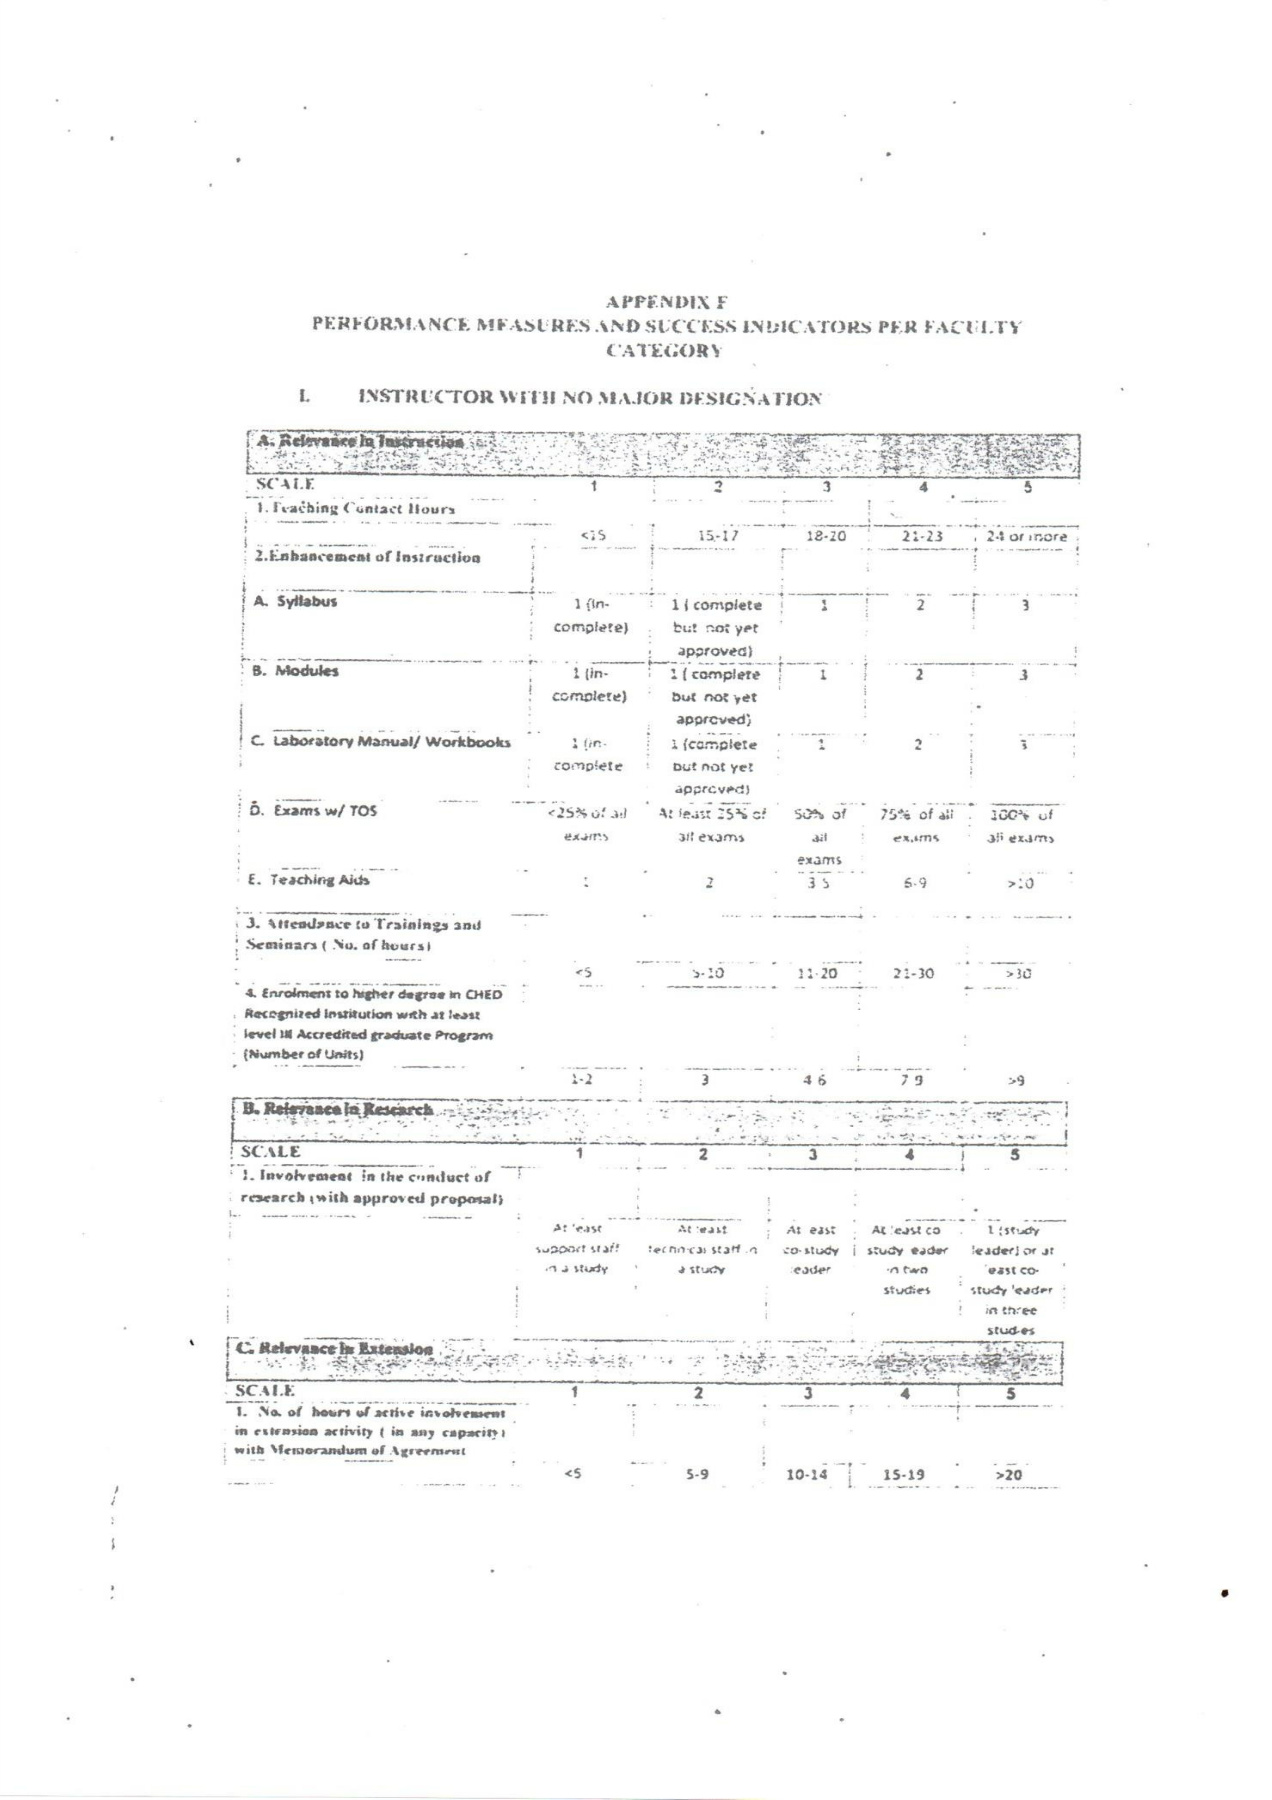 APPENDIX F
PERFORMANCE MEASURES AND SUCCESS INDICATORS PER FACULTY
CATEGORY
I. INSTRUCTOR WITH NO MAJOR DESIGNATION
A. Relevance in Instruction
SCALE 1 2 3 4 5
1.Teaching Contact Hours
<15 15-17 18-20 21-23 24 or more
2.Enhancement of Instruction
A. Syllabus 1 (in- 1 ( complete 1 2 3
complete) but not yet
approved)
B. Modules 1 (in- 1 ( complete 1 2 3
complete) but not yet
approved)
C. Laboratory Manual/ Workbooks 1 (in- 1 (complete 1 2 3
complete but not yet
approved)
D. Exams w/ TOS <25% of all At least 25% of 50% of 75% of all 100% of
exams all exams all exams all exams
exams
E. Teaching Aids 1 2 3-5 6-9 >10
3. Attendance to Trainings and
Seminars ( No. of hours)
<5 5-10 11-20 21-30 >30
4. Enrolment to higher degree in CHED
Recognized Institution with at least
level III Accredited graduate Program
(Number of Units)
1-2 3 4-6 7-9 >9
B. Relevance in Research
SCALE 1 2 3 4 5
1. Involvement in the conduct of
research (with approved proposal)
At least At least At least At least co 1 (study
support staff technical staff in co-study study leader leader) or at
in a study a study leader in two least co-
studies study leader
in three
studies
C. Relevance in Extension
SCALE 1 2 3 4 5
1. No. of hours of active involvement
in extension activity ( in any capacity)
with Memorandum of Agreement
<5 5-9 10-14 15-19 >20